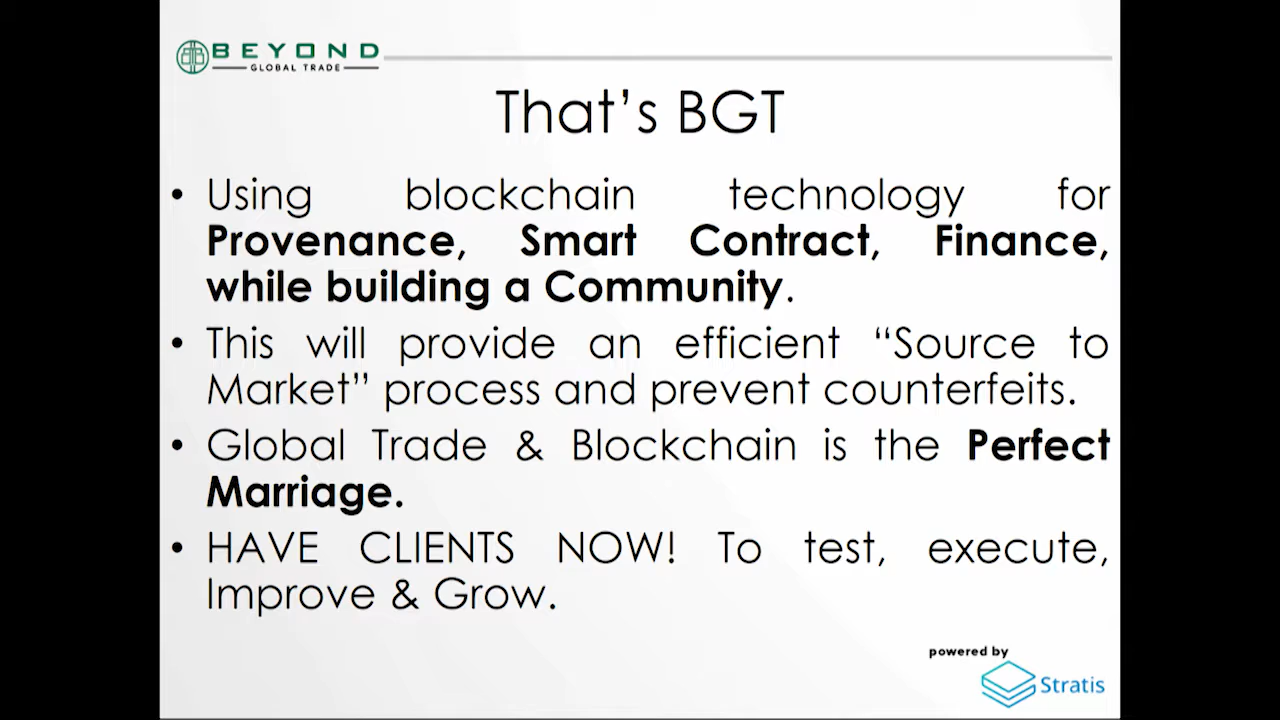 BEYOND
GLOBAL TRADE
That’s BGT
• Using blockchain technology for
Provenance, Smart Contract, Finance,
while building a Community.
• This will provide an efficient “Source to
Market” process and prevent counterfeits.
• Global Trade & Blockchain is the Perfect
Marriage.
• HAVE CLIENTS NOW! To test, execute,
Improve & Grow.
powered by
Stratis